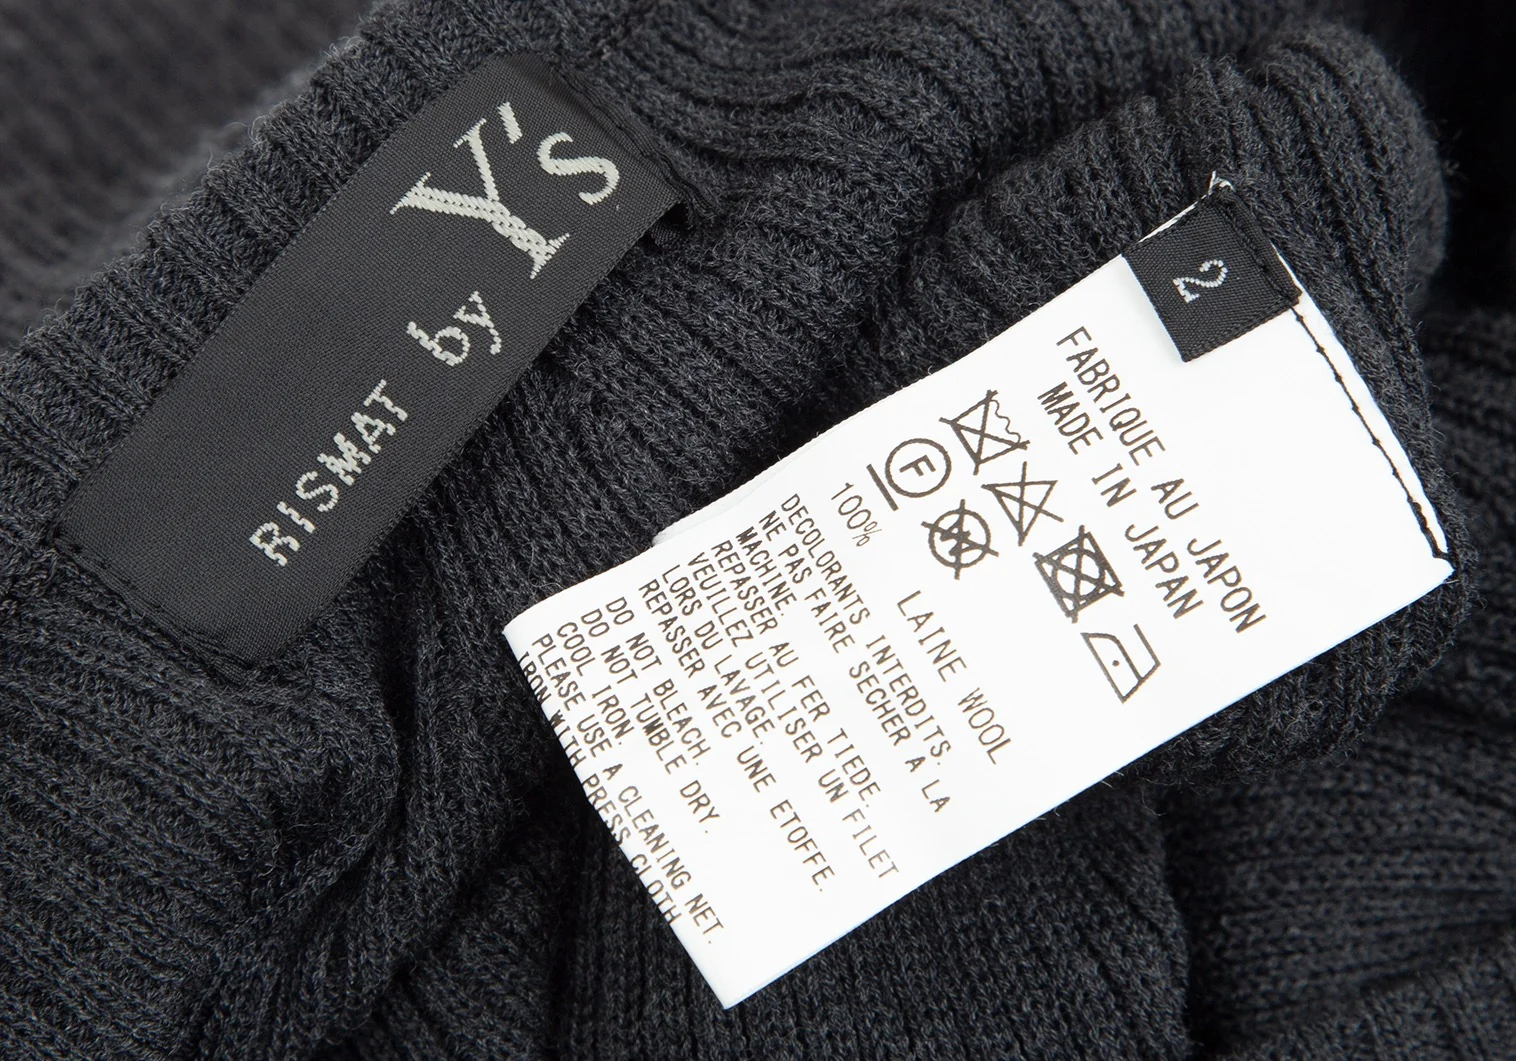 RISMAT by Y's
2
FABRIQUE AU JAPON
MADE IN JAPAN
F
W
100% LAINE WOOL
DECOLORANTS INTERDITS.
NE PAS FAIRE SECHER A LA
MACHINE
REPASSER AU FER TIEDE.
VEUILLEZ UTILISER UN FILET
LORS DU LAVAGE.
REPASSER AVEC UNE ETOFFE.
DO NOT BLEACH.
DO NOT TUMBLE DRY.
COOL IRON.
PLEASE USE A CLEANING NET.
IRON WITH PRESS CLOTH